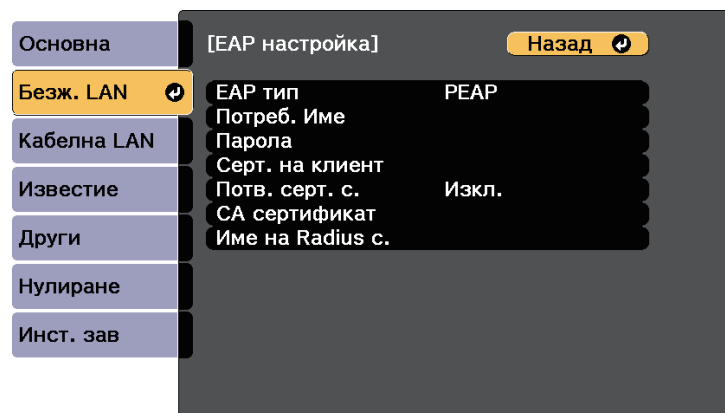 Основна
Безж. LAN
Кабелна LAN
Известие
Други
Нулиране
Инст. зав
[EAP настройка]
Назад
EAP тип PEAP
Потреб. Име
Парола
Серт. на клиент
Потв. серт. с. Изкл.
CA сертификат
Име на Radius с.